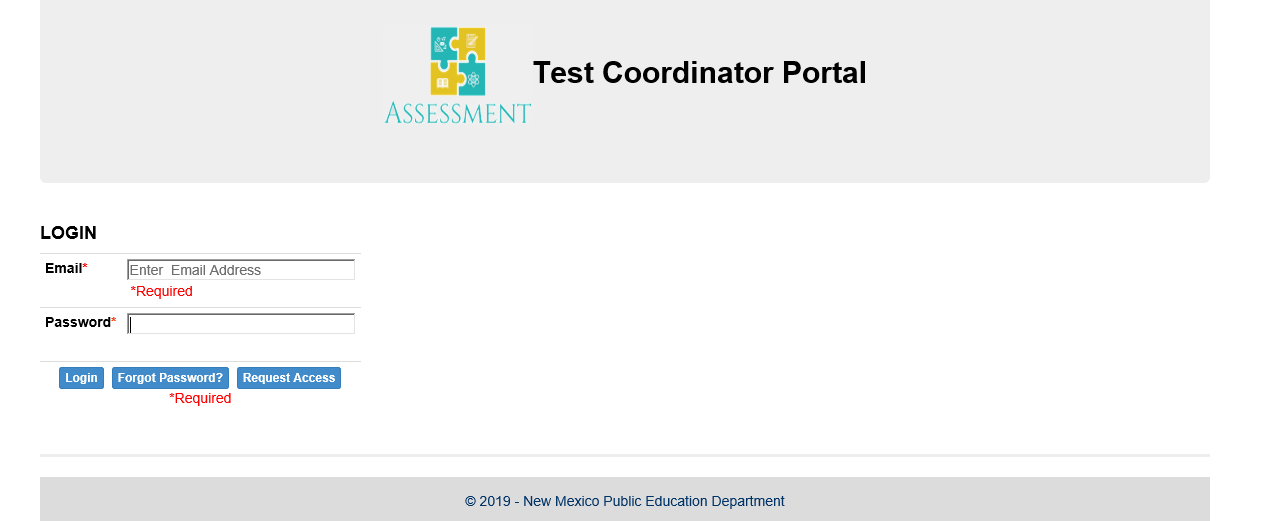 ASSESSMENT
Test Coordinator Portal
LOGIN
Email* Enter Email Address
*Required
Password*
Login Forgot Password? Request Access
*Required
© 2019 - New Mexico Public Education Department